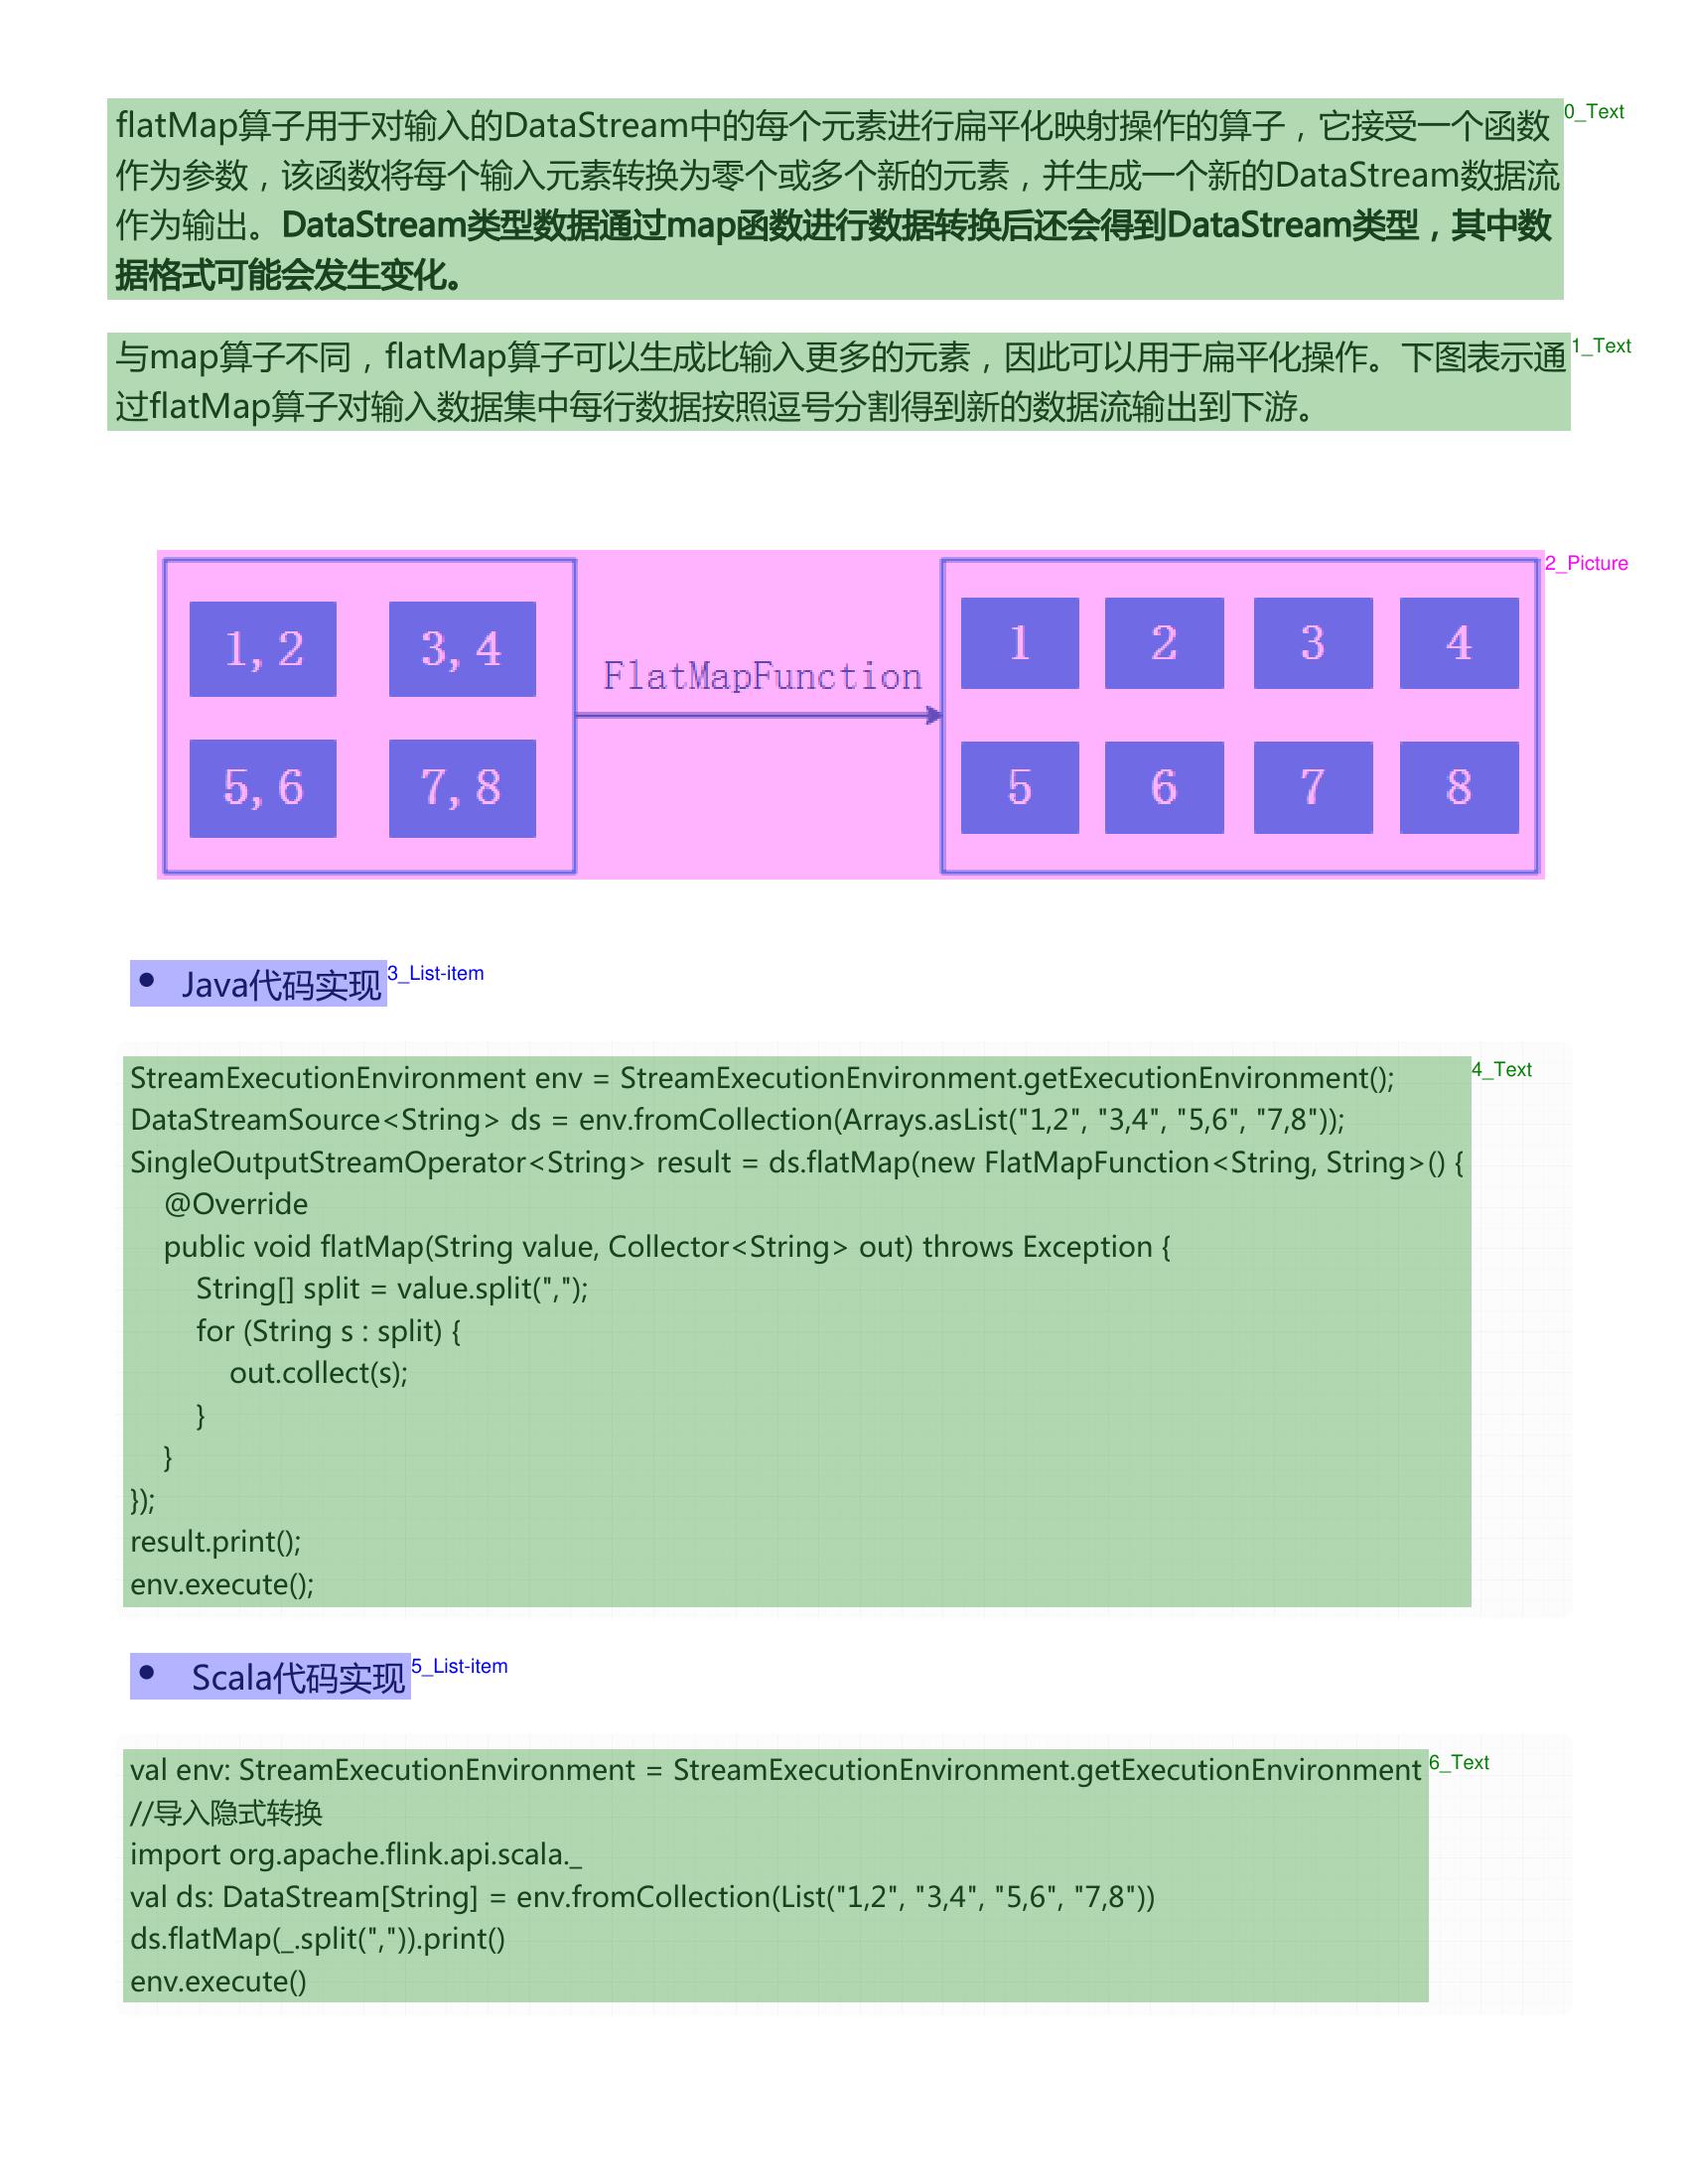 flatMap算子用于对输入的DataStream中的每个元素进行扁平化映射操作的算子，它接受一个函数
作为参数，该函数将每个输入元素转换为零个或多个新的元素，并生成一个新的DataStream数据流
作为输出。DataStream类型数据通过map函数进行数据转换后还会得到DataStream类型，其中数
据格式可能会发生变化。
0_Text
与map算子不同，flatMap算子可以生成比输入更多的元素，因此可以用于扁平化操作。下图表示通
过flatMap算子对输入数据集中每行数据按照逗号分割得到新的数据流输出到下游。
1_Text
2_Picture
1,2 3,4
5,6 7,8
FlatMapFunction
1 2 3 4
5 6 7 8
• Java代码实现
3_List-item
StreamExecutionEnvironment env = StreamExecutionEnvironment.getExecutionEnvironment();
4_Text
DataStreamSource<String> ds = env.fromCollection(Arrays.asList("1,2", "3,4", "5,6", "7,8"));
SingleOutputStreamOperator<String> result = ds.flatMap(new FlatMapFunction<String, String>() {
    @Override
    public void flatMap(String value, Collector<String> out) throws Exception {
        String[] split = value.split(",");
        for (String s : split) {
            out.collect(s);
        }
    }
});
result.print();
env.execute();
• Scala代码实现
5_List-item
val env: StreamExecutionEnvironment = StreamExecutionEnvironment.getExecutionEnvironment
6_Text
//导入隐式转换
import org.apache.flink.api.scala._
val ds: DataStream[String] = env.fromCollection(List("1,2", "3,4", "5,6", "7,8"))
ds.flatMap(_.split(",")).print()
env.execute()